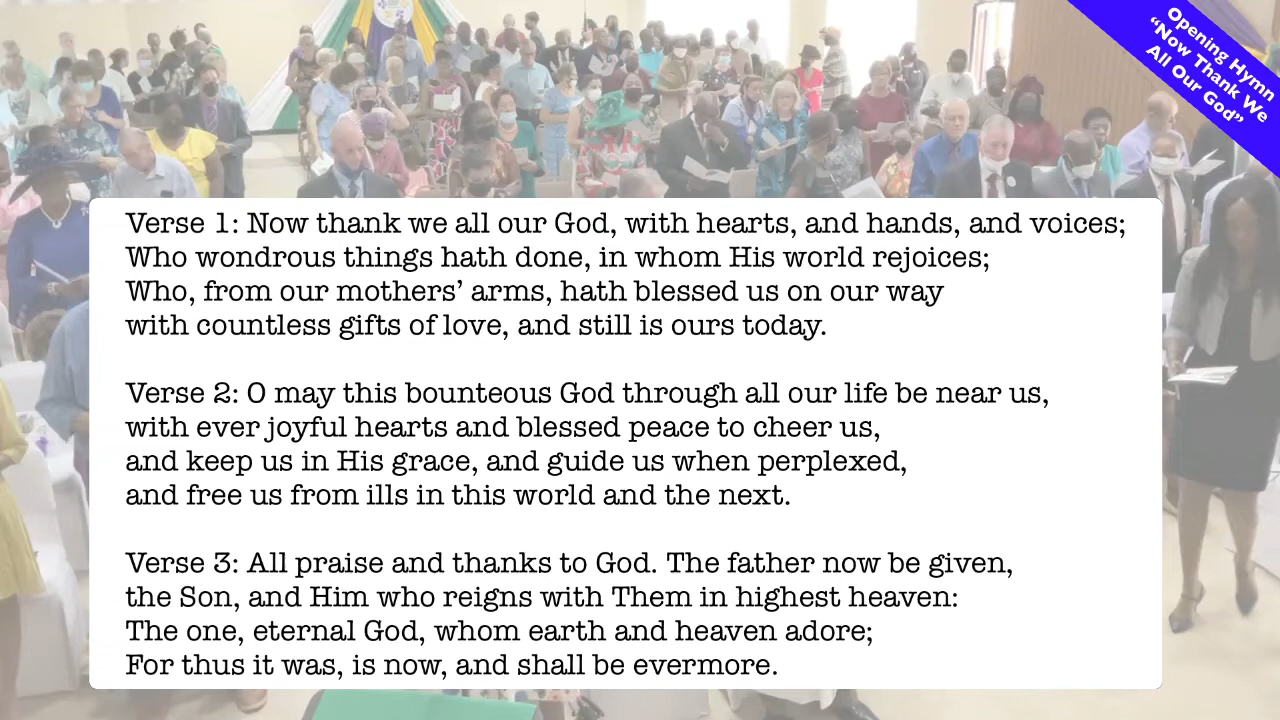 Opening Hymn
“Now Thank We
All Our God”
Verse 1: Now thank we all our God, with hearts, and hands, and voices;
Who wondrous things hath done, in whom His world rejoices;
Who, from our mothers’ arms, hath blessed us on our way
with countless gifts of love, and still is ours today.
Verse 2: O may this bounteous God through all our life be near us,
with ever joyful hearts and blessed peace to cheer us,
and keep us in His grace, and guide us when perplexed,
and free us from ills in this world and the next.
Verse 3: All praise and thanks to God. The father now be given,
the Son, and Him who reigns with Them in highest heaven:
The one, eternal God, whom earth and heaven adore;
For thus it was, is now, and shall be evermore.